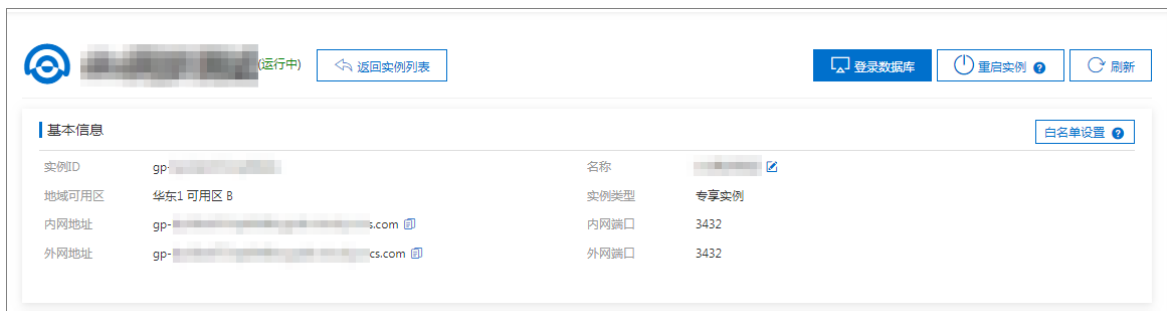 (运行中) 返回实例列表 登录数据库 重启实例 刷新
基本信息 白名单设置
实例ID gp- 名称
地域可用区 华东1 可用区 B 实例类型 专享实例
内网地址 gp- s.com 内网端口 3432
外网地址 gp- cs.com 外网端口 3432